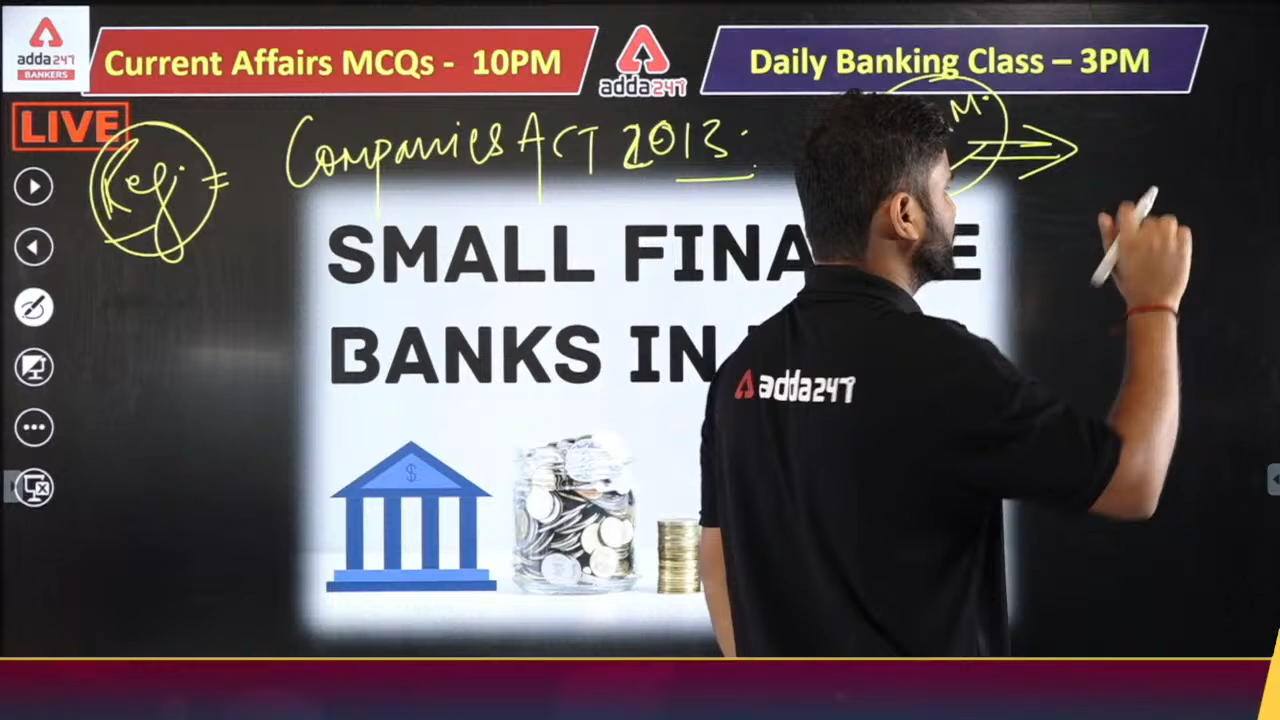 adda247
BANKERS
Current Affairs MCQs - 10PM
adda247
Daily Banking Class – 3PM
LIVE
Reg. = Companies ACT 2013.
M.
SMALL FINA E
BANKS IN
$
adda247